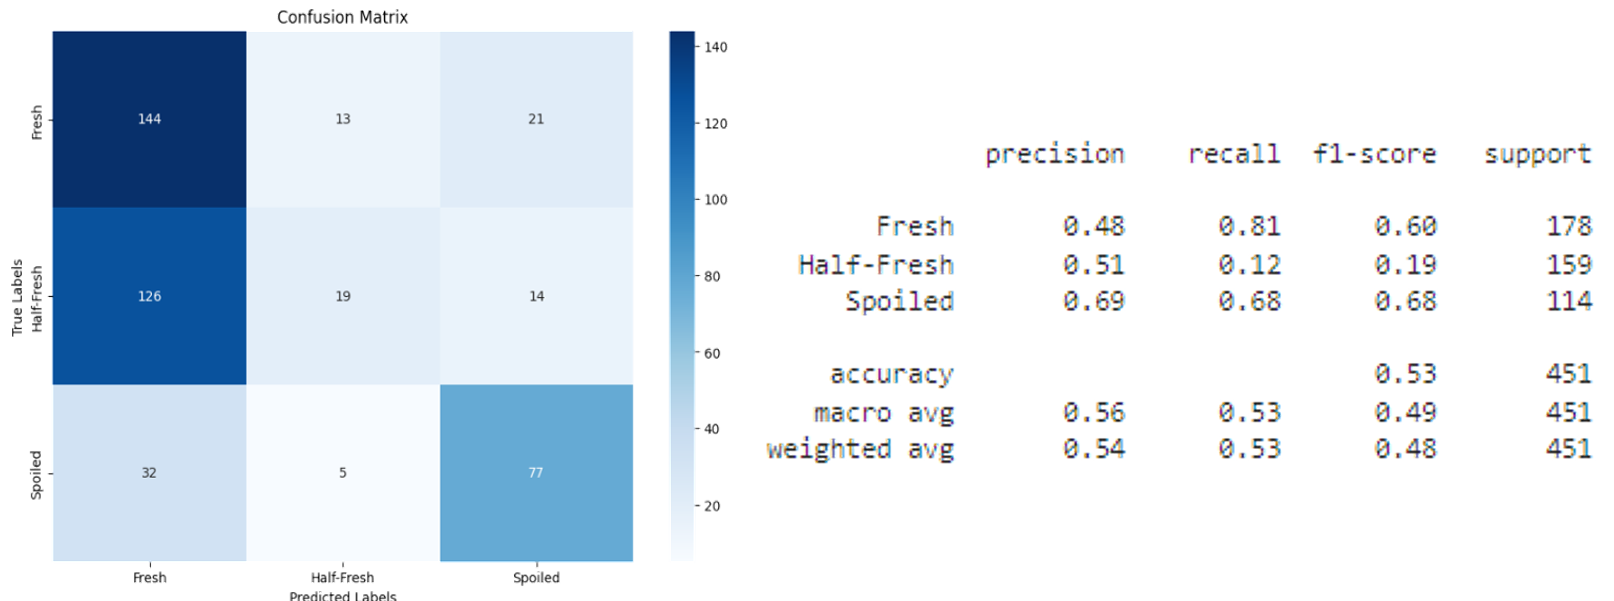 Confusion Matrix
True Labels
Fresh
Half-Fresh
Spoiled
144 13 21
126 19 14
32 5 77
Fresh Half-Fresh Spoiled
Predicted Labels
140
120
100
80
60
40
20
precision recall f1-score support
Fresh 0.48 0.81 0.60 178
Half-Fresh 0.51 0.12 0.19 159
Spoiled 0.69 0.68 0.68 114
accuracy 0.53 451
macro avg 0.56 0.53 0.49 451
weighted avg 0.54 0.53 0.48 451